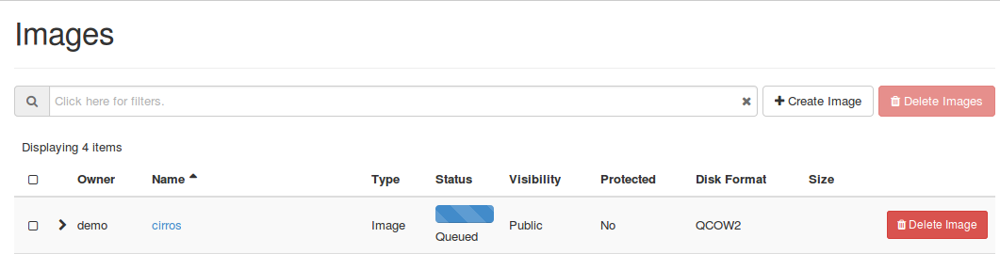 Images
Click here for filters.
Create Image
Delete Images
Displaying 4 items
Owner Name Type Status Visibility Protected Disk Format Size
demo cirros Image Queued Public No QCOW2 Delete Image